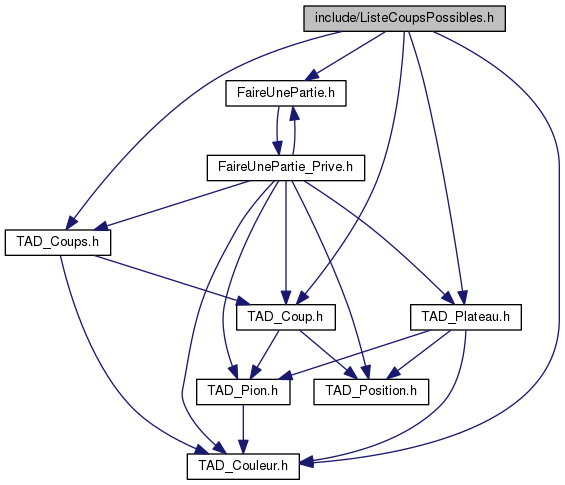 include/ListeCoupsPossibles.h
FaireUnePartie.h
FaireUnePartie_Prive.h
TAD_Coups.h
TAD_Coup.h
TAD_Plateau.h
TAD_Pion.h
TAD_Position.h
TAD_Couleur.h